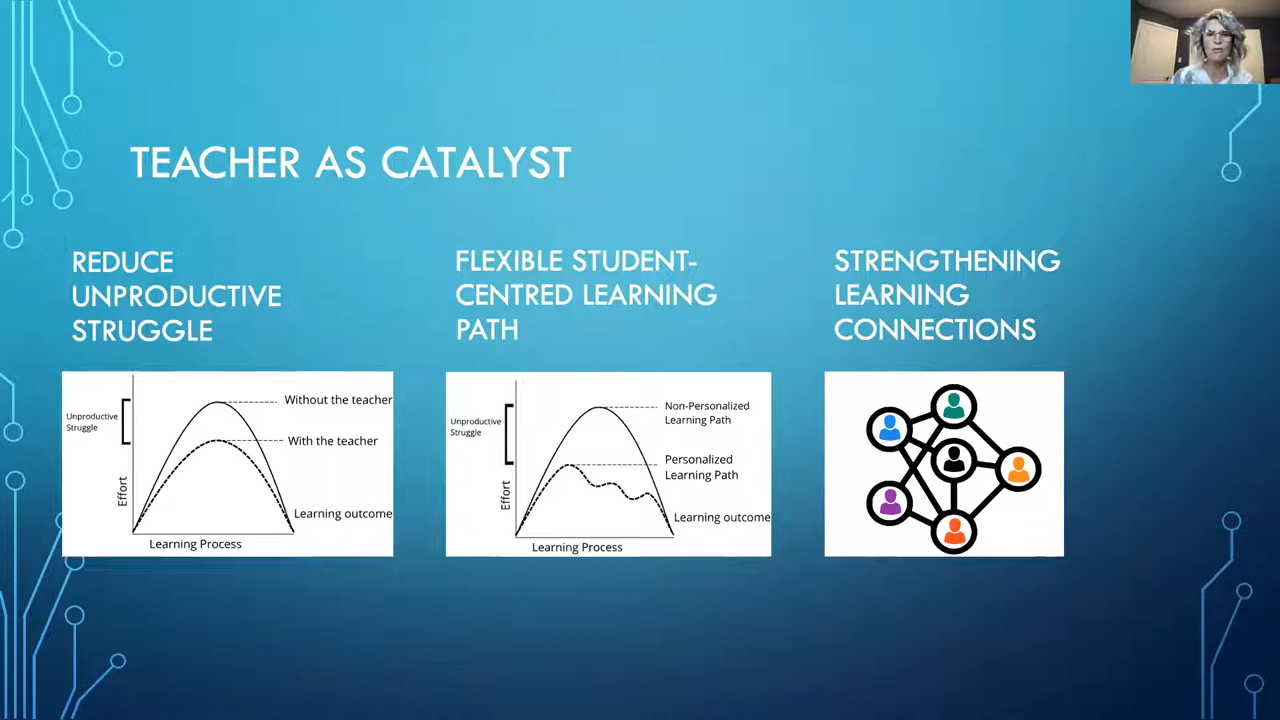 TEACHER AS CATALYST
REDUCE
UNPRODUCTIVE
STRUGGLE
Unproductive
Struggle
Without the teacher
With the teacher
Effort
Learning outcome
Learning Process
FLEXIBLE STUDENT-
CENTRED LEARNING
PATH
Unproductive
Struggle
Non-Personalized
Learning Path
Personalized
Learning Path
Effort
Learning outcome
Learning Process
STRENGTHENING
LEARNING
CONNECTIONS